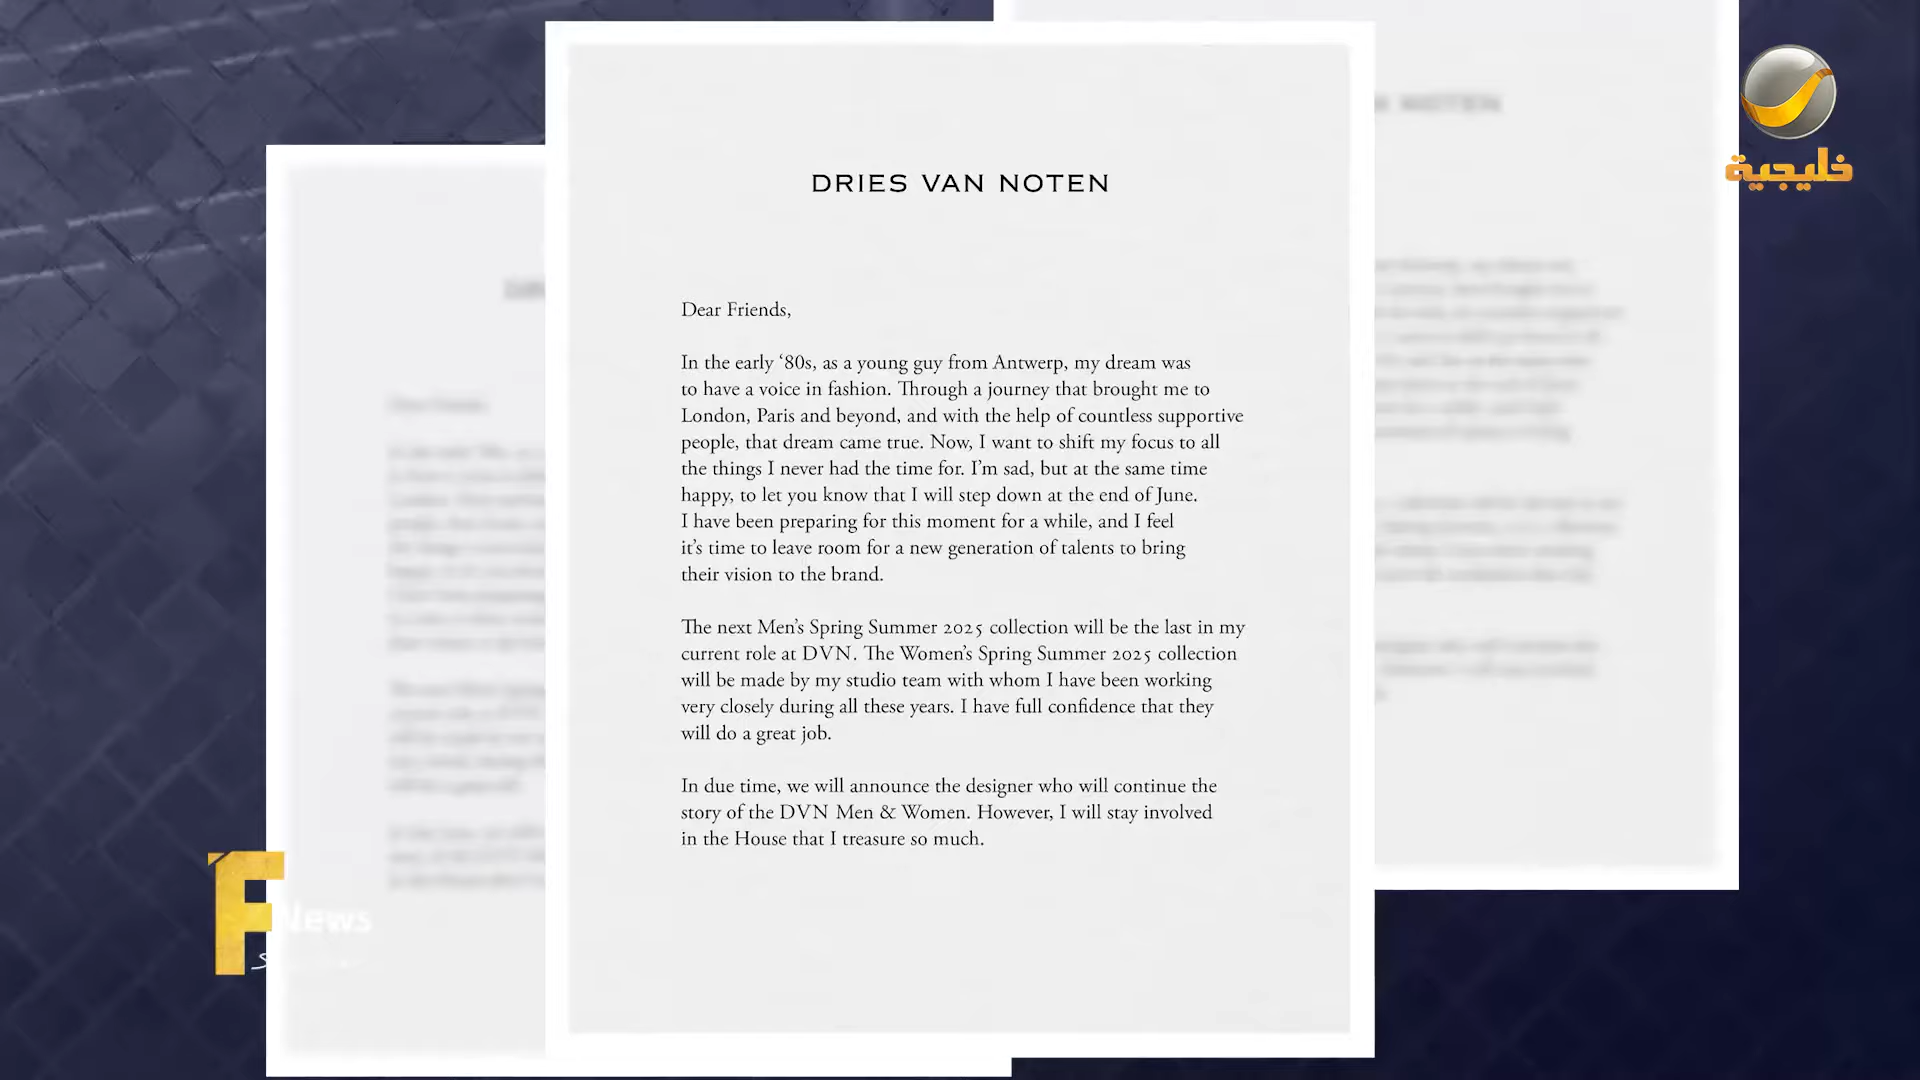 DRIES VAN NOTEN
Dear Friends,
In the early ‘80s, as a young guy from Antwerp, my dream was
to have a voice in fashion. Through a journey that brought me to
London, Paris and beyond, and with the help of countless supportive
people, that dream came true. Now, I want to shift my focus to all
the things I never had the time for. I’m sad, but at the same time
happy, to let you know that I will step down at the end of June.
I have been preparing for this moment for a while, and I feel
it’s time to leave room for a new generation of talents to bring
their vision to the brand.
The next Men’s Spring Summer 2025 collection will be the last in my
current role at DVN. The Women’s Spring Summer 2025 collection
will be made by my studio team with whom I have been working
very closely during all these years. I have full confidence that they
will do a great job.
In due time, we will announce the designer who will continue the
story of the DVN Men & Women. However, I will stay involved
in the House that I treasure so much.
خليجية
F News